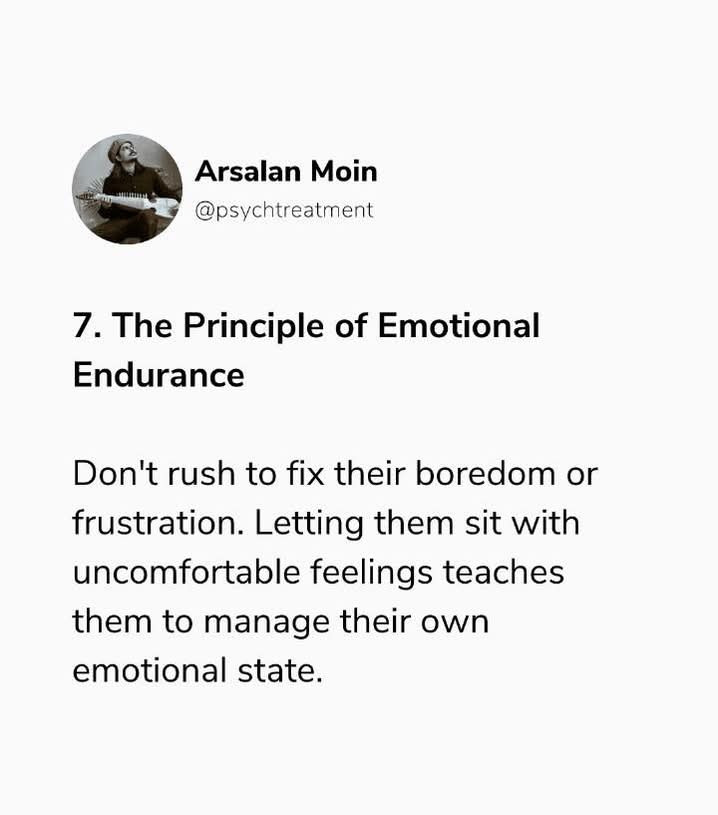 Arsalan Moin
@psychtreatment
7. The Principle of Emotional
Endurance
Don't rush to fix their boredom or
frustration. Letting them sit with
uncomfortable feelings teaches
them to manage their own
emotional state.